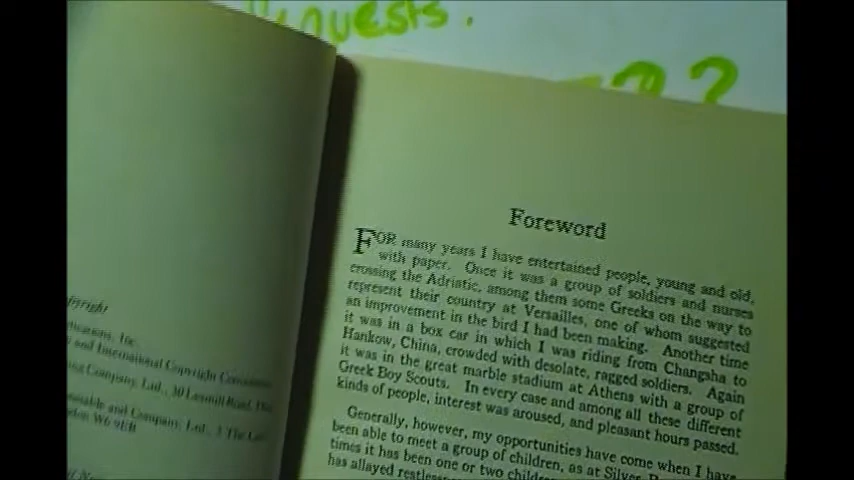 quests.
??
Foreword
FOR many years I have entertained people, young and old,
with paper. Once it was a group of soldiers and nurses
crossing the Adriatic, among them some Greeks on the way to
represent their country at Versailles, one of whom suggested
an improvement in the bird I had been making. Another time
it was in a box car in which I was riding from Changsha to
Hankow, China, crowded with desolate, ragged soldiers. Again
it was in the great marble stadium at Athens with a group of
Greek Boy Scouts. In every case and among all these different
kinds of people, interest was aroused, and pleasant hours passed.
Generally, however, my opportunities have come when I have
been able to meet a group of children, as at Silver
times it has been one or two children
has allayed
and International Copyright
Company, Ltd., 30 Road,
and Company, Ltd., 3 The
W6 9ER